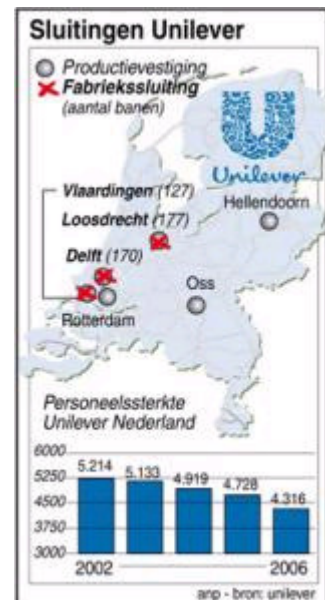 Sluitingen Unilever
Productievestiging
Fabriekssluiting
(aantal banen)
Unilever
Vlaardingen (127)
Hellendoorn
Loosdrecht (177)
Delft (170)
Oss
Rotterdam
Personeelssterkte
Unilever Nederland
6000
5250
4500
3750
3000
5.214
5.133
4.919
4.728
4.316
2002
2006
anp - bron: unilever